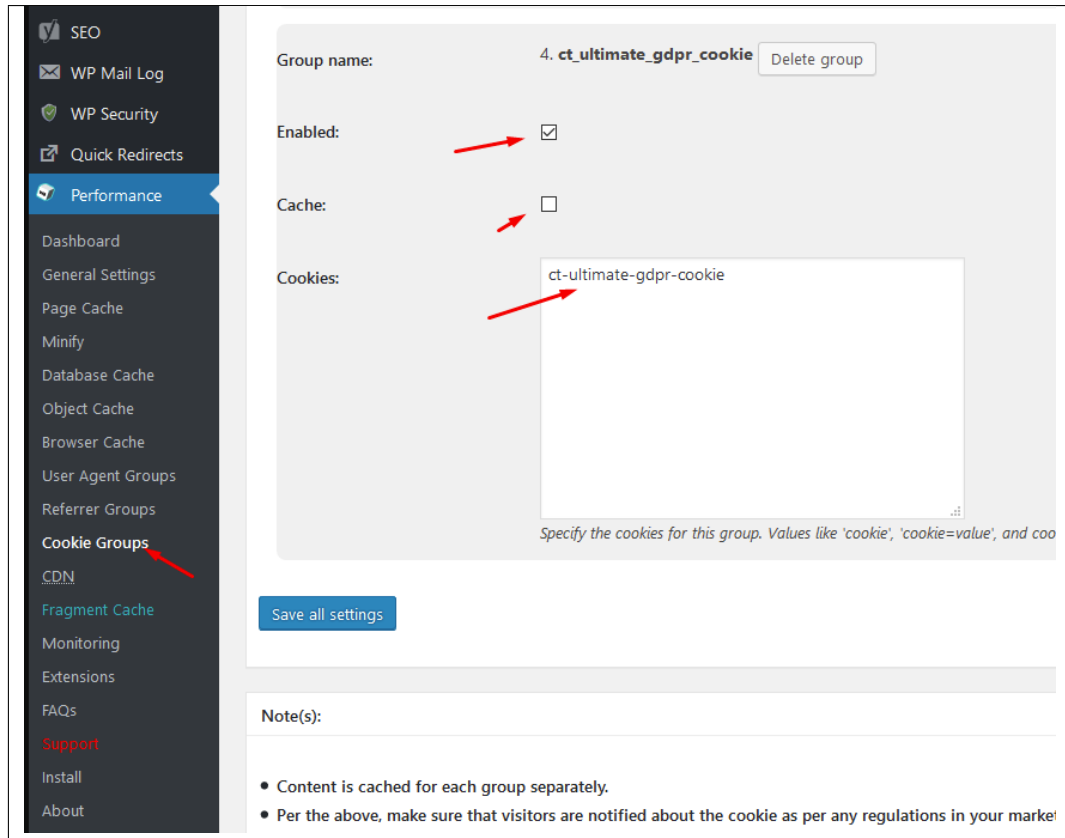 SEO
WP Mail Log
WP Security
Quick Redirects
Performance
Dashboard
General Settings
Page Cache
Minify
Database Cache
Object Cache
Browser Cache
User Agent Groups
Referrer Groups
Cookie Groups
CDN
Fragment Cache
Monitoring
Extensions
FAQs
Support
Install
About
Group name: 4. ct_ultimate_gdpr_cookie Delete group
Enabled:
Cache:
Cookies: ct-ultimate-gdpr-cookie
Specify the cookies for this group. Values like 'cookie', 'cookie=value', and coo
Save all settings
Note(s):
• Content is cached for each group separately.
• Per the above, make sure that visitors are notified about the cookie as per any regulations in your market